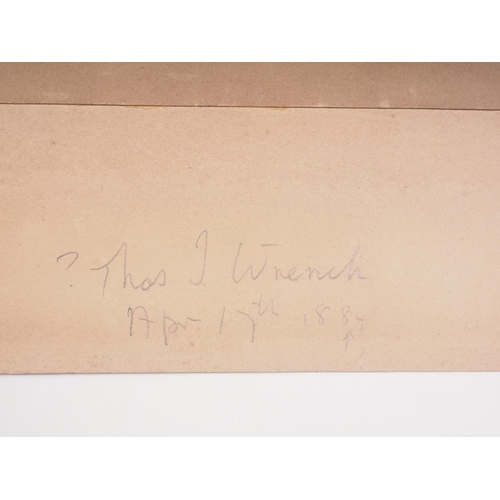 ? Thos J. Wrench
Apr. 17th 188